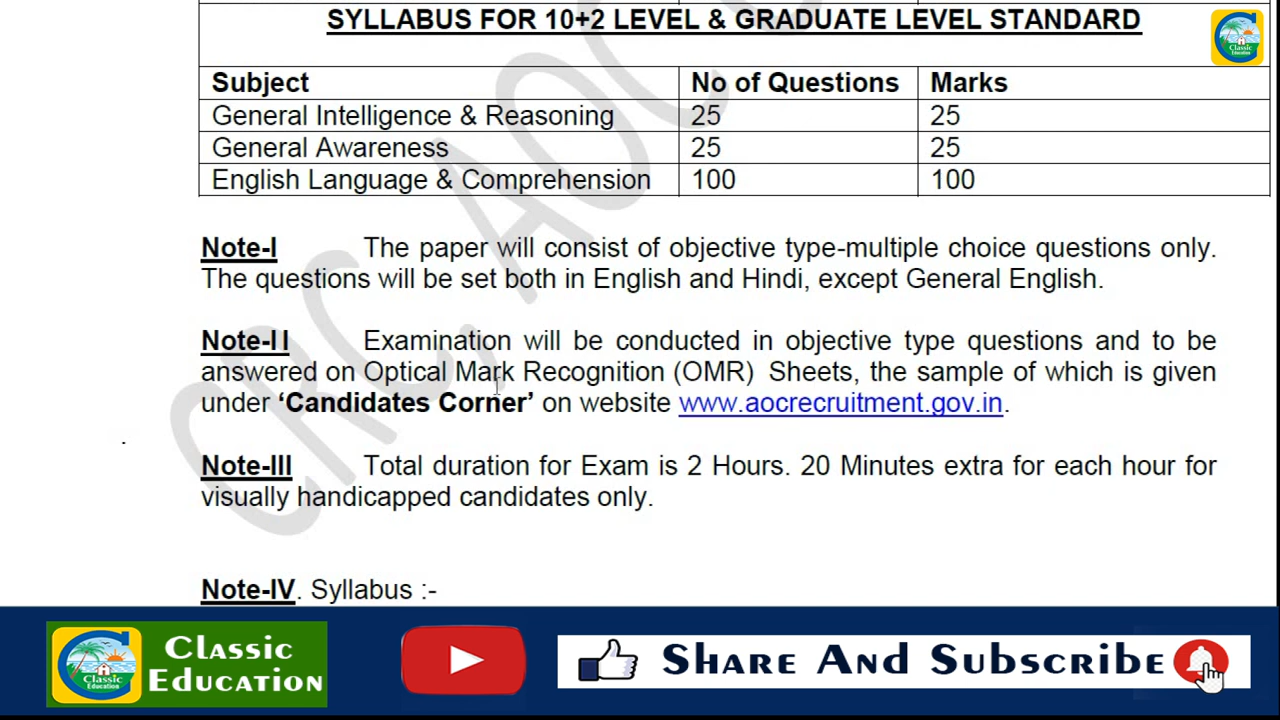 SYLLABUS FOR 10+2 LEVEL & GRADUATE LEVEL STANDARD
Classic
Education
Subject No of Questions Marks
General Intelligence & Reasoning 25 25
General Awareness 25 25
English Language & Comprehension 100 100
Note-I The paper will consist of objective type-multiple choice questions only.
The questions will be set both in English and Hindi, except General English.
Note-II Examination will be conducted in objective type questions and to be
answered on Optical Mark Recognition (OMR) Sheets, the sample of which is given
under ‘Candidates Corner’ on website www.aocrecruitment.gov.in.
Note-III Total duration for Exam is 2 Hours. 20 Minutes extra for each hour for
visually handicapped candidates only.
Note-IV. Syllabus :-
CRC, AOC
Classic
Education
Classic
Education
Share And Subscribe